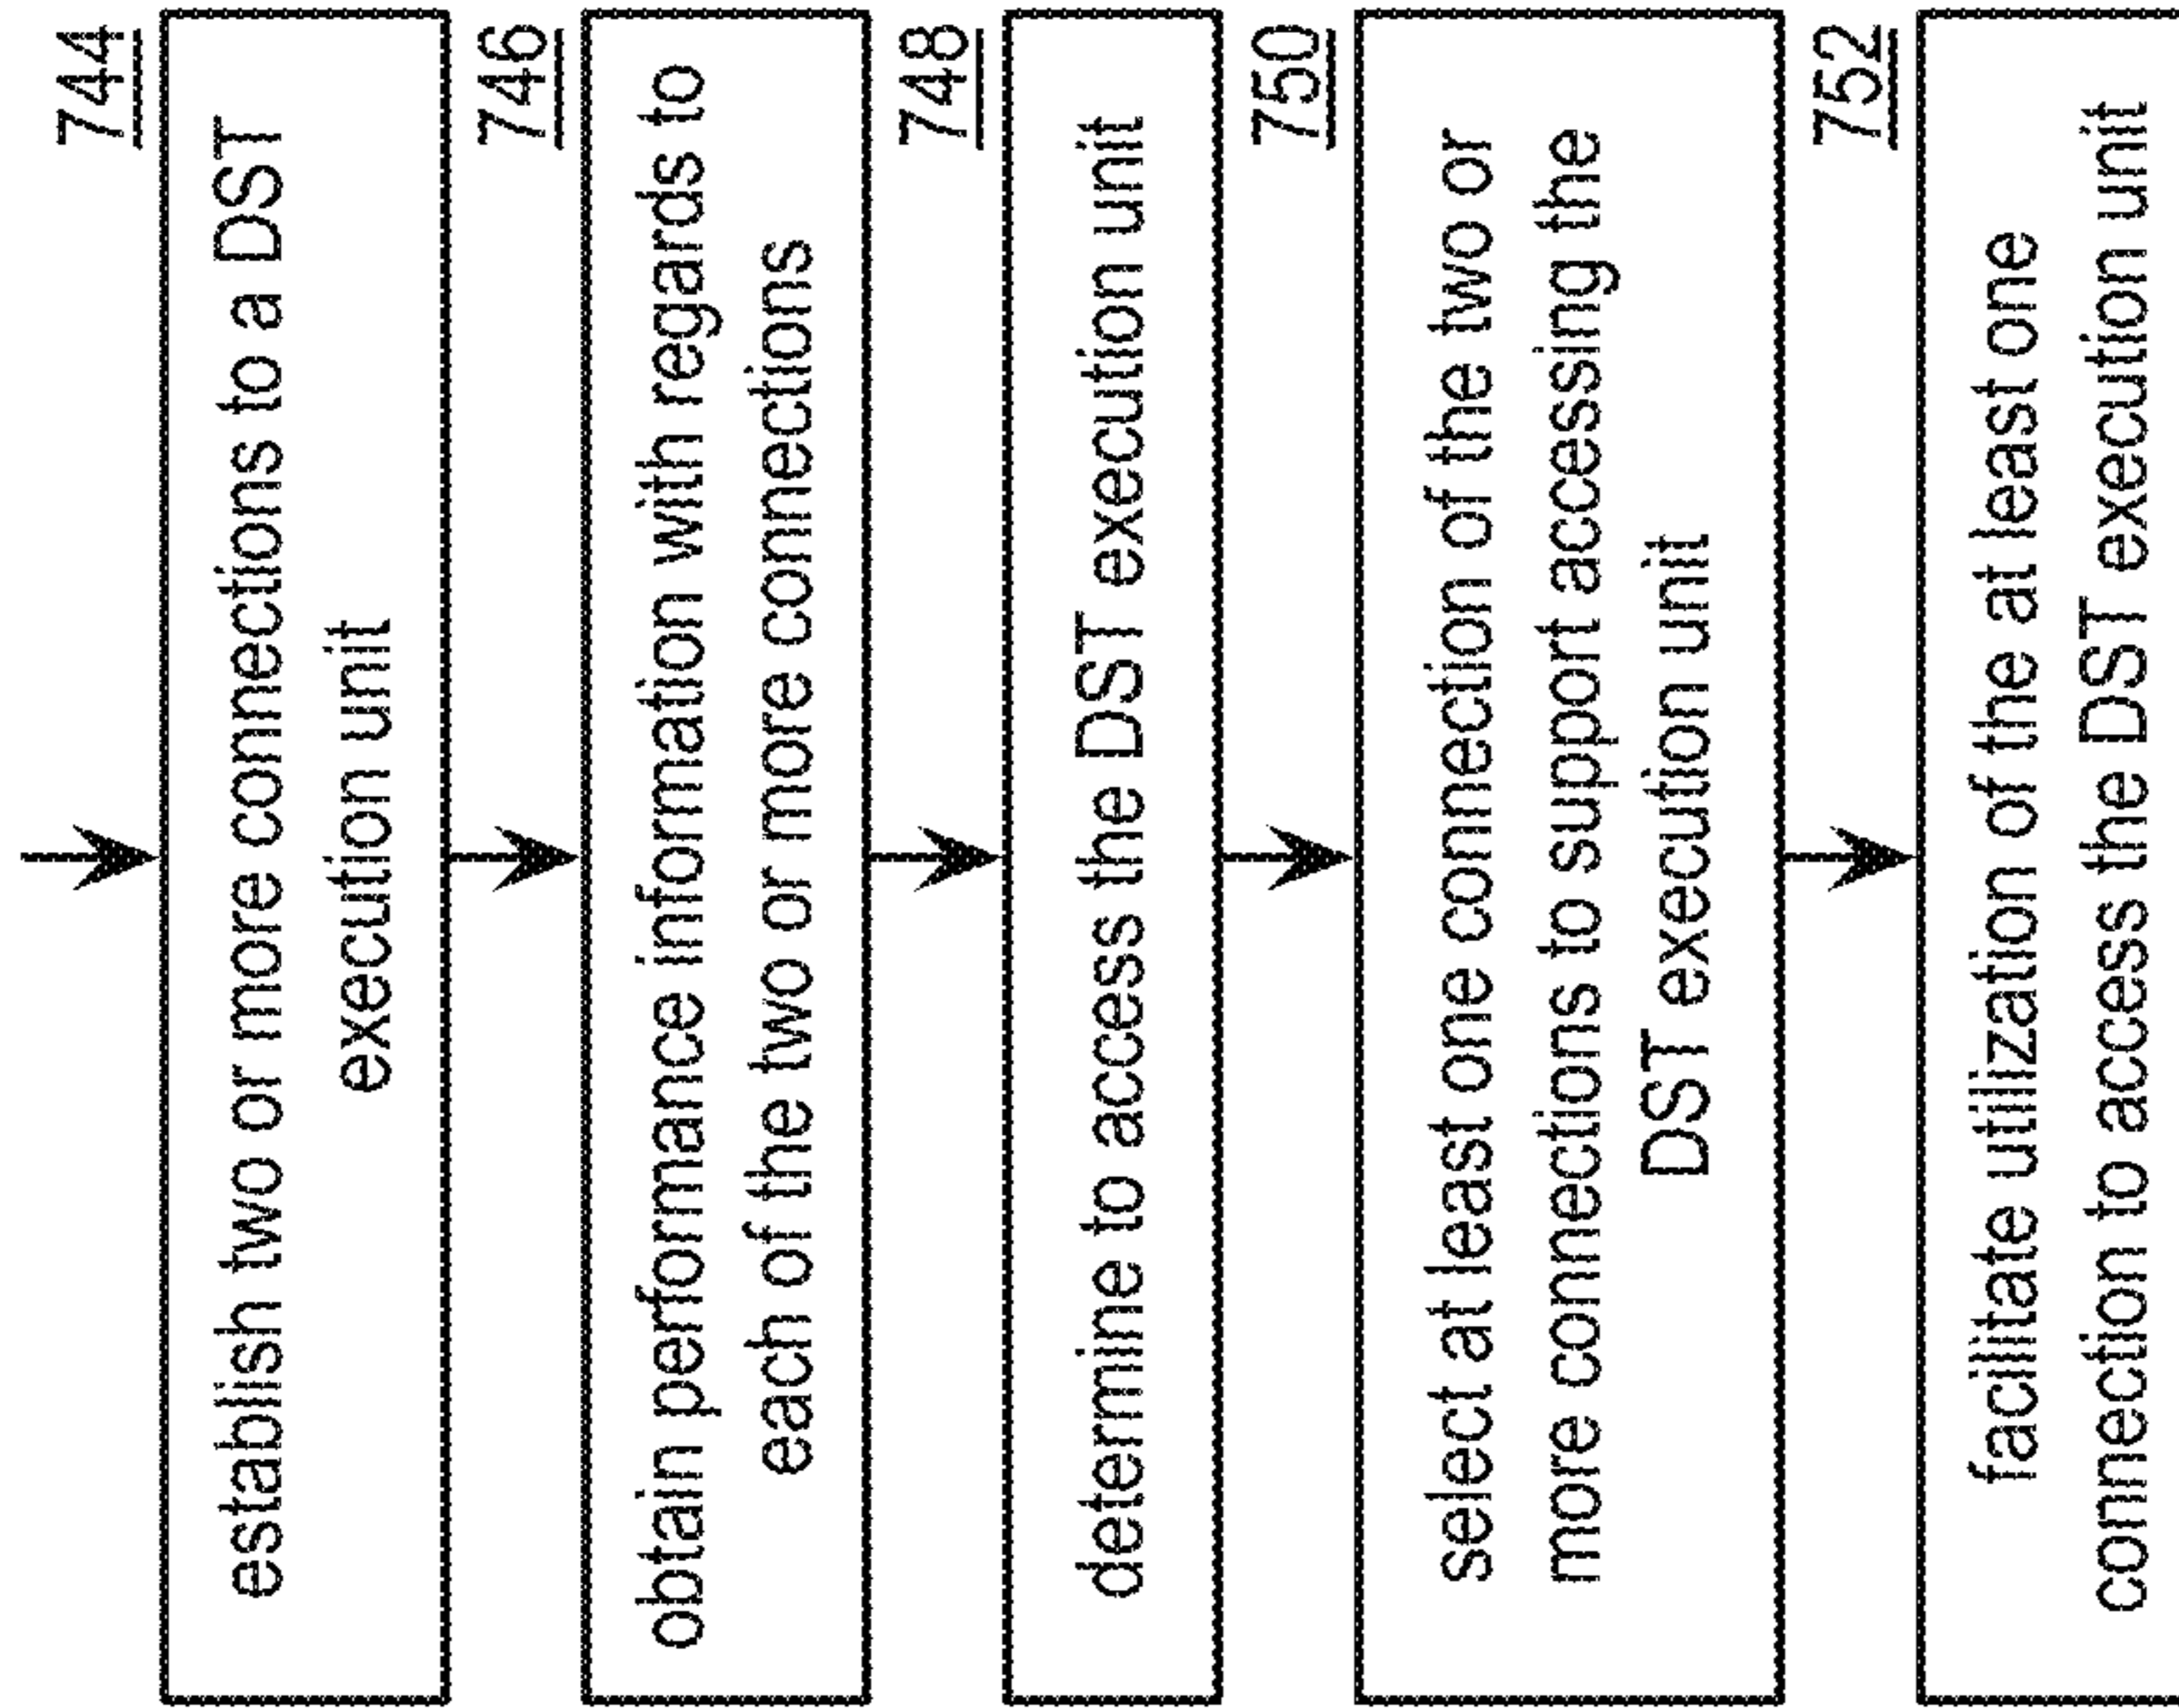 744
establish two or more connections to a DST
execution unit
746
obtain performance information with regards to
each of the two or more connections
748
determine to access the DST execution unit
750
select at least one connection of the two or
more connections to support accessing the
DST execution unit
752
facilitate utilization of the at least one
connection to access the DST execution unit